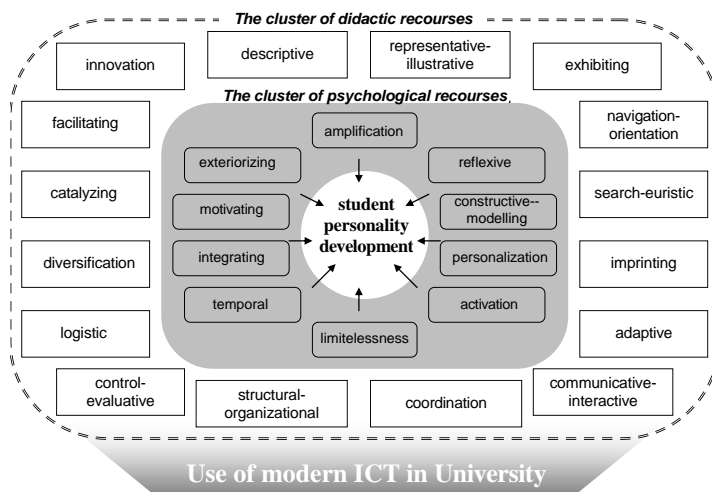 The cluster of didactic recourses
descriptive
representative-
illustrative
innovation
exhibiting
The cluster of psychological recourses
facilitating
navigation-
orientation
amplification
exteriorizing
reflexive
catalyzing
search-euristic
motivating
student
personality
development
constructive--
modelling
diversification
integrating
personalization
imprinting
temporal
activation
logistic
limitelessness
adaptive
control-
evaluative
structural-
organizational
coordination
communicative-
interactive
Use of modern ICT in University